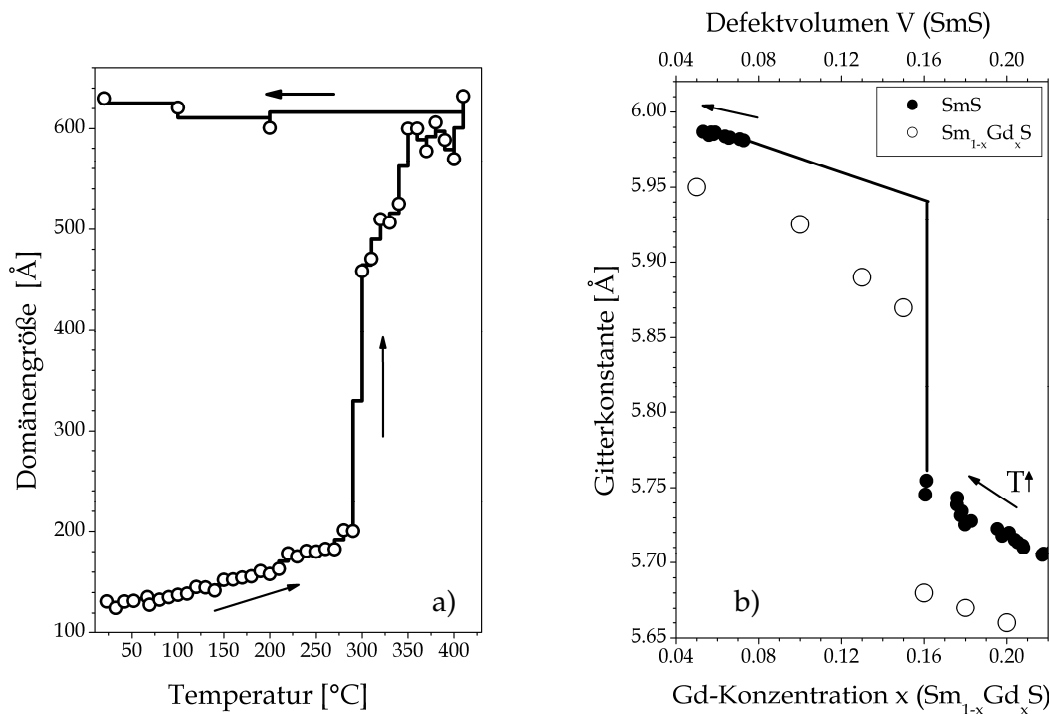 Domänengröße [Å]
600
500
400
300
200
100
50 100 150 200 250 300 350 400
Temperatur [°C]
a)
Defektvolumen V (SmS)
0.04 0.08 0.12 0.16 0.20
SmS
Sm1-xGdxS
Gitterkonstante [Å]
6.00
5.95
5.90
5.85
5.80
5.75
5.70
5.65
T
b)
0.04 0.08 0.12 0.16 0.20
Gd-Konzentration x (Sm1-xGdxS)